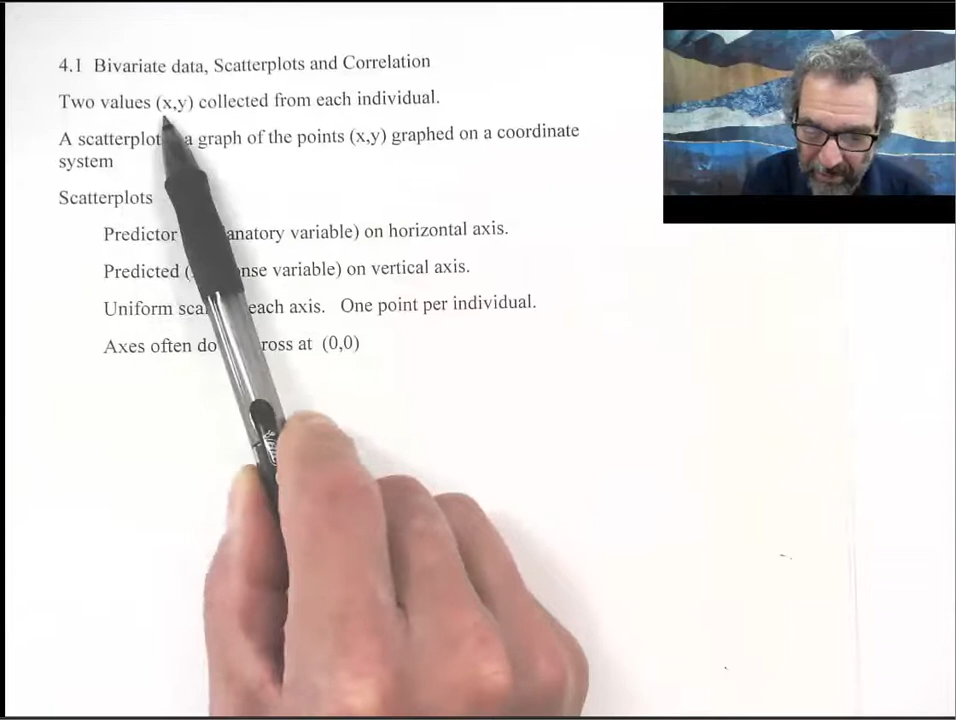 4.1 Bivariate data, Scatterplots and Correlation
Two values (x,y) collected from each individual.
A scatterplot a graph of the points (x,y) graphed on a coordinate
system
Scatterplots
Predictor variable) on horizontal axis.
Predicted variable) on vertical axis.
Uniform each axis. One point per individual.
Axes often at (0,0)